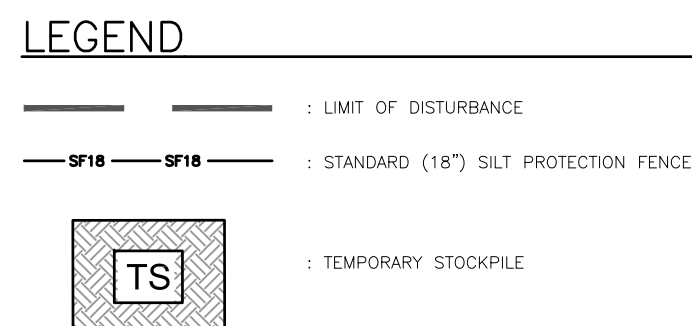 LEGEND
: LIMIT OF DISTURBANCE
SF18 SF18 : STANDARD (18") SILT PROTECTION FENCE
TS : TEMPORARY STOCKPILE